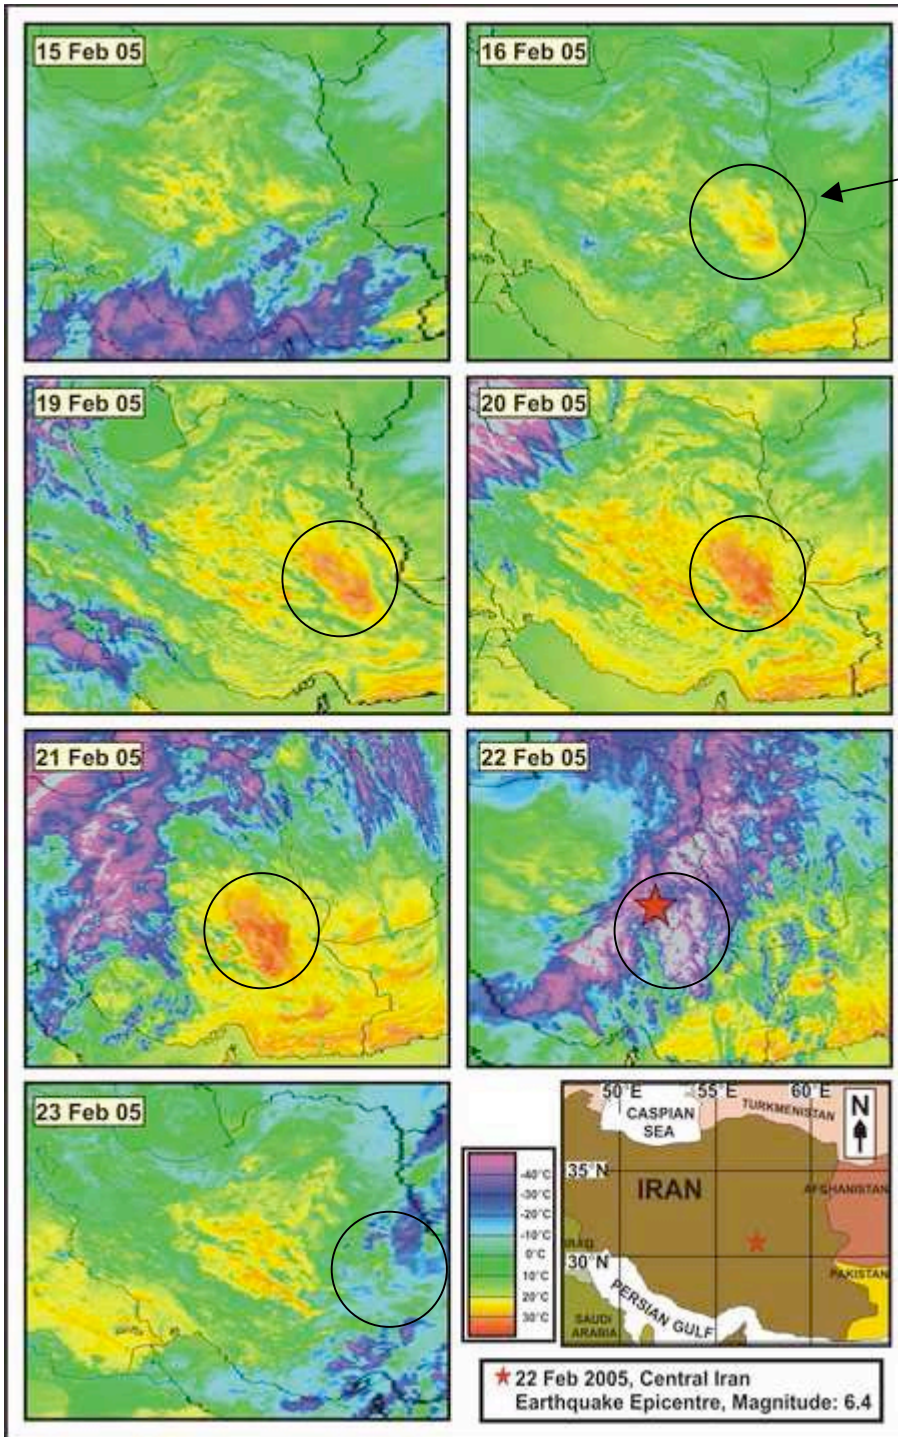 15 Feb 05
16 Feb 05
19 Feb 05
20 Feb 05
21 Feb 05
22 Feb 05
23 Feb 05
-40°C
-30°C
-20°C
-10°C
0°C
10°C
20°C
30°C
50°E
55°E
60°E
N
CASPIAN
SEA
TURKMENISTAN
35°N
IRAN
AFGHANISTAN
IRAQ
30°N
PAKISTAN
PERSIAN GULF
SAUDI
ARABIA
22 Feb 2005, Central Iran
Earthquake Epicentre, Magnitude: 6.4